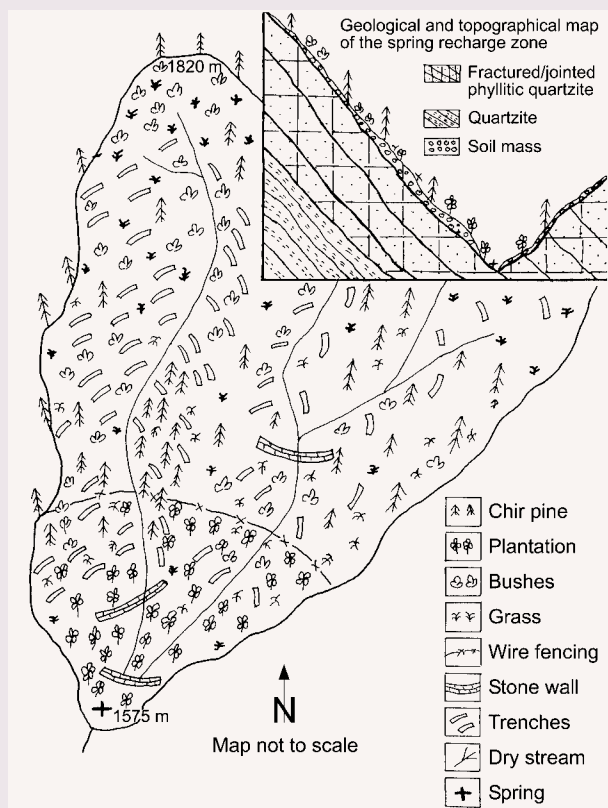 Geological and topographical map
of the spring recharge zone
Fractured/jointed
phyllitic quartzite
Quartzite
Soil mass
1820 m
Chir pine
Plantation
Bushes
Grass
Wire fencing
Stone wall
Trenches
Dry stream
Spring
N
Map not to scale
1575 m